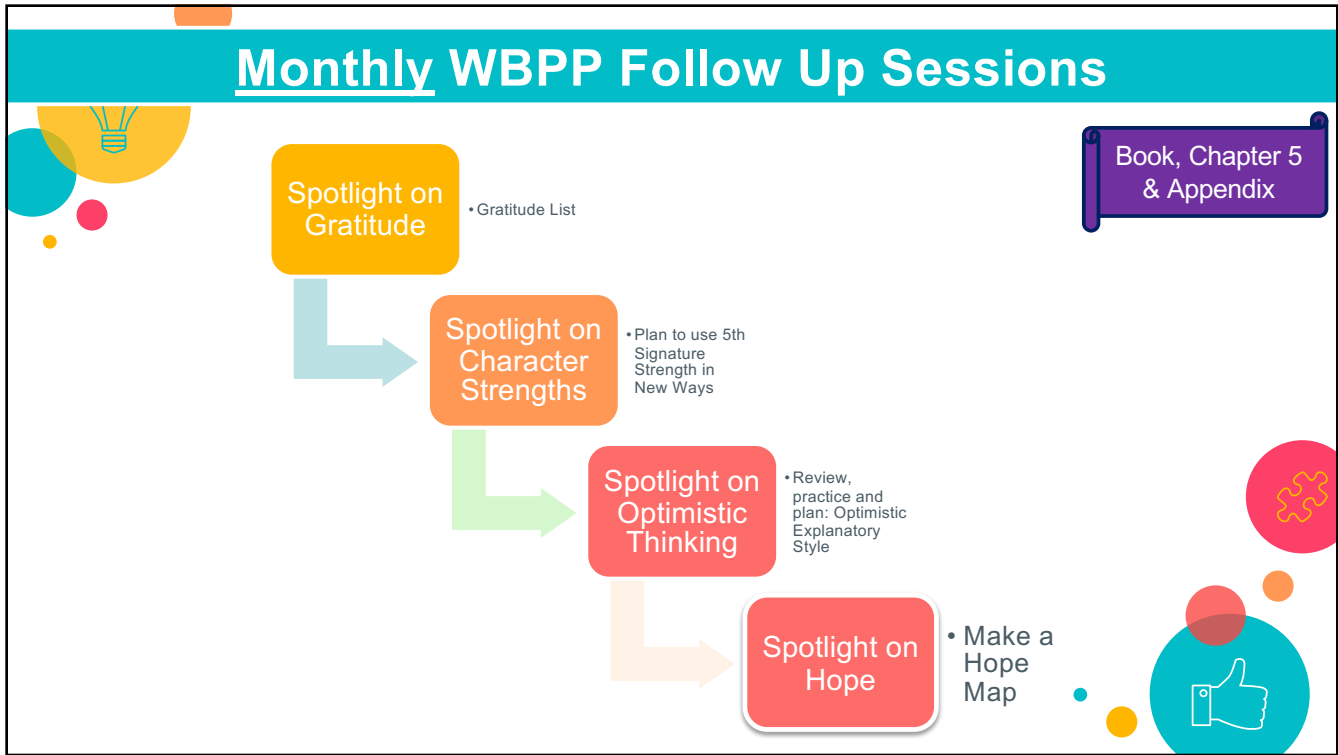 Monthly WBPP Follow Up Sessions
Book, Chapter 5
& Appendix
Spotlight on
Gratitude
• Gratitude List
Spotlight on
Character
Strengths
• Plan to use 5th
Signature
Strength in
New Ways
Spotlight on
Optimistic
Thinking
• Review,
practice and
plan: Optimistic
Explanatory
Style
Spotlight on
Hope
• Make a
Hope
Map